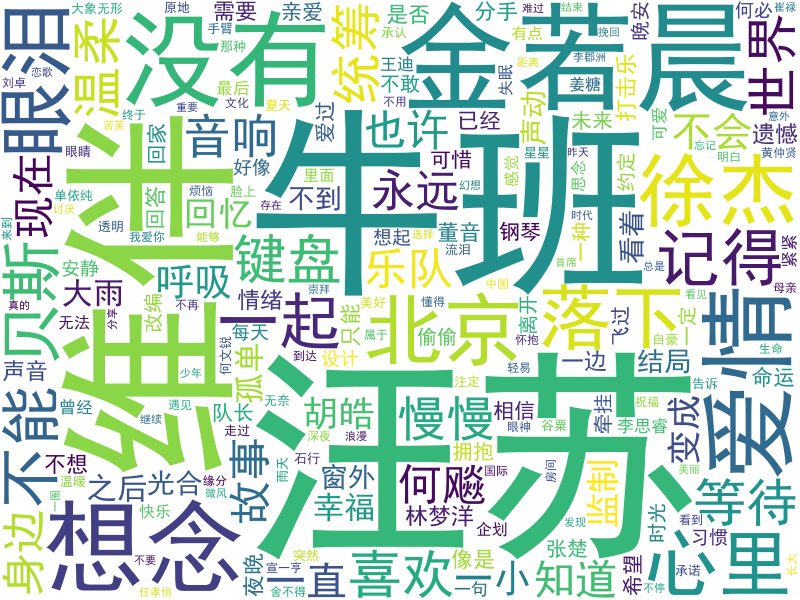 大象无形
原地
手臂
需要
亲爱
分手
难过
结束
是否
承认
有点
挽回
晚安
何必
崔禄
眼泪
刘卓
恋歌
温柔
没有
那种
最后
文化
夏天
统筹
王迪
不敢
重要
不用
金若晨
距离
失眠
李郡洲
姜糖
打击乐
世界
意外
终于
苦笑
眼睛
回家
音响
好像
爱过
也许
已经
声动
未来
可爱
不会
遗憾
忘记
明白
黄仲贤
现在
单依纯
烦恼
脸上
里面
不到
可惜
永远
星星
昨天
幻想
感觉
思念
约定
牛班
徐杰
维伴
回答
回忆
透明
我爱你
能够
存在
想起
选择
流泪
董音
钢琴
时代
一种
首席
看着
总是
记得
看见
紧紧
母亲
来到
讨厌
贝斯
安静
呼吸
键盘
乐队
崇拜
中国
大雨
改编
不再
情绪
美好
懂得
离开
飞过
自豪
一定
真的
无法
分享
每天
一起
只能
北京
偷偷
怀抱
落下
爱情
生命
属于
到达
设计
何文锐
孤单
声音
少年
轻易
一边
结局
告诉
命运
不能
曾经
遇见
队长
无奈
胡皓
注定
慢慢
相信
谷粟
牵挂
祝福
李思睿
变成
继续
走过
深夜
浪漫
汪苏
拥抱
眼神
美丽
不想
温暖
缘分
故事
雨天
石行
窗外
何飚
国际
房间
监制
等待
一画
之后
光合
微风
幸福
林梦洋
企划
发现
时光
看到
习惯
身边
想念
快乐
不要
夜晚
突然
宣一亨
一直
喜欢
像是
一句
小
张楚
知道
希望
承诺
不停
心里
长大
任孝恒
舍不得